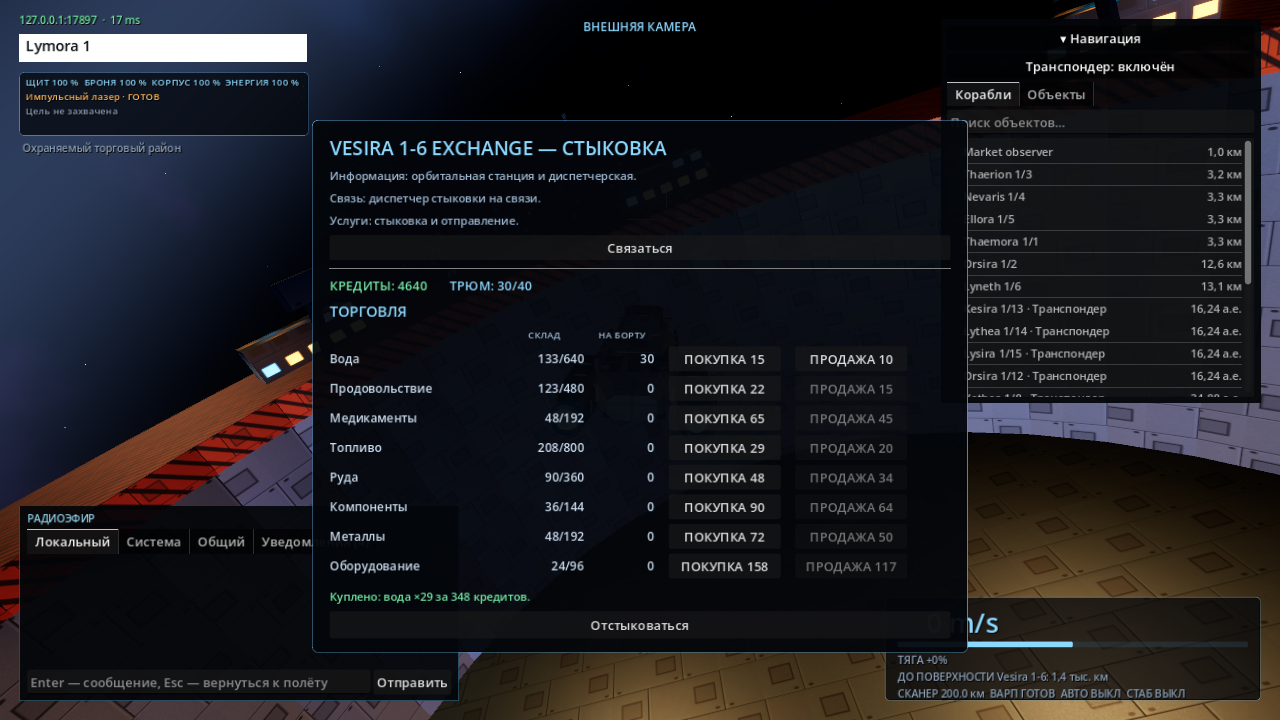 127.0.0.1:17897 · 17 ms
Lymora 1
ЩИТ 100 % БРОНЯ 100 % КОРПУС 100 % ЭНЕРГИЯ 100 %
Импульсный лазер · ГОТОВ
Цель не захвачена
Охраняемый торговый район
ВНЕШНЯЯ КАМЕРА
▾ Навигация
Транспондер: включён
Корабли Объекты
Поиск объектов...
Market observer 1,0 км
Thaerion 1/3 3,2 км
Nevaris 1/4 3,3 км
Ellora 1/5 3,3 км
Thaemora 1/1 3,3 км
Orsira 1/2 12,6 км
Lyneth 1/6 13,1 км
Kesira 1/13 · Транспондер 16,24 а.е.
Lythea 1/14 · Транспондер 16,24 а.е.
Lysira 1/15 · Транспондер 16,24 а.е.
Orsira 1/12 · Транспондер 16,24 а.е.
VESIRA 1-6 EXCHANGE — СТЫКОВКА
Информация: орбитальная станция и диспетчерская.
Связь: диспетчер стыковки на связи.
Услуги: стыковка и отправление.
Связаться
КРЕДИТЫ: 4640 ТРЮМ: 30/40
ТОРГОВЛЯ
СКЛАД НА БОРТУ
Вода 133/640 30 ПОКУПКА 15 ПРОДАЖА 10
Продовольствие 123/480 0 ПОКУПКА 22 ПРОДАЖА 15
Медикаменты 48/192 0 ПОКУПКА 65 ПРОДАЖА 45
Топливо 208/800 0 ПОКУПКА 29 ПРОДАЖА 20
Руда 90/360 0 ПОКУПКА 48 ПРОДАЖА 34
Компоненты 36/144 0 ПОКУПКА 90 ПРОДАЖА 64
Металлы 48/192 0 ПОКУПКА 72 ПРОДАЖА 50
Оборудование 24/96 0 ПОКУПКА 158 ПРОДАЖА 117
Куплено: вода ×29 за 348 кредитов.
Отстыковаться
РАДИОЭФИР
Локальный Система Общий Уведом
Enter — сообщение, Esc — вернуться к полёту Отправить
0 m/s
ТЯГА +0%
ДО ПОВЕРХНОСТИ Vesira 1-6: 1,4 тыс. км
СКАНЕР 200.0 км ВАРП ГОТОВ АВТО ВЫКЛ СТАБ ВЫКЛ